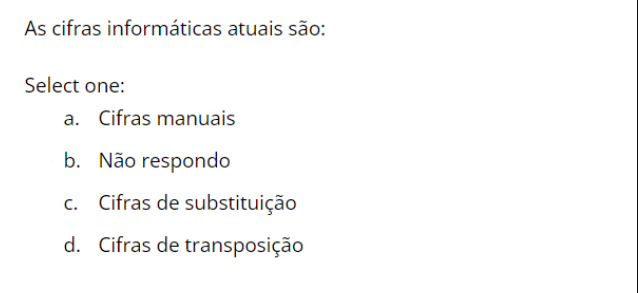 As cifras informáticas atuais são:
Select one:
a. Cifras manuais
b. Não respondo
c. Cifras de substituição
d. Cifras de transposição